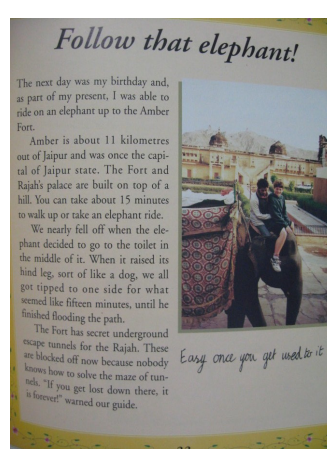 Follow that elephant!
The next day was my birthday and,
as part of my present, I was able to
ride on an elephant up to the Amber
Fort.
Amber is about 11 kilometres
out of Jaipur and was once the capi-
tal of Jaipur state. The Fort and
Rajah's palace are built on top of a
hill. You can take about 15 minutes
to walk up or take an elephant ride.
We nearly fell off when the ele-
phant decided to go to the toilet in
the middle of it. When it raised its
hind leg, sort of like a dog, we all
got tipped to one side for what
seemed like fifteen minutes, until he
finished flooding the path.
The Fort has secret underground
escape tunnels for the Rajah. These
are blocked off now because nobody
knows how to solve the maze of tun-
nels. "If you get lost down there, it
is forever!" warned our guide.
Easy once you get used to it